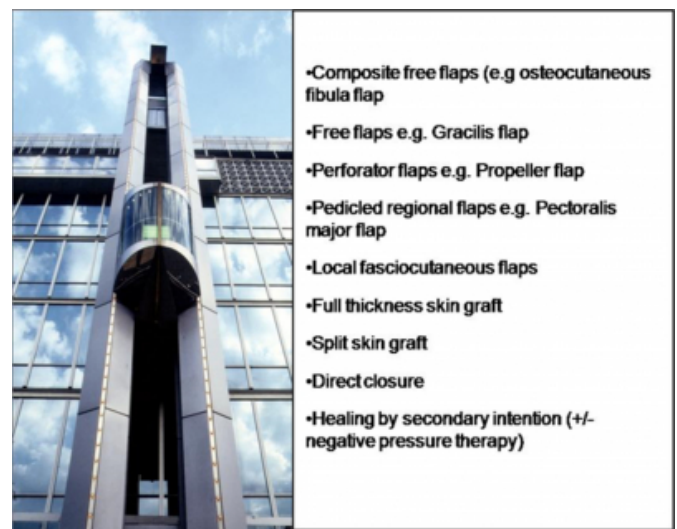 •Composite free flaps (e.g osteocutaneous
fibula flap
•Free flaps e.g. Gracilis flap
•Perforator flaps e.g. Propeller flap
•Pedicled regional flaps e.g. Pectoralis
major flap
•Local fasciocutaneous flaps
•Full thickness skin graft
•Split skin graft
•Direct closure
•Healing by secondary intention (+/-
negative pressure therapy)